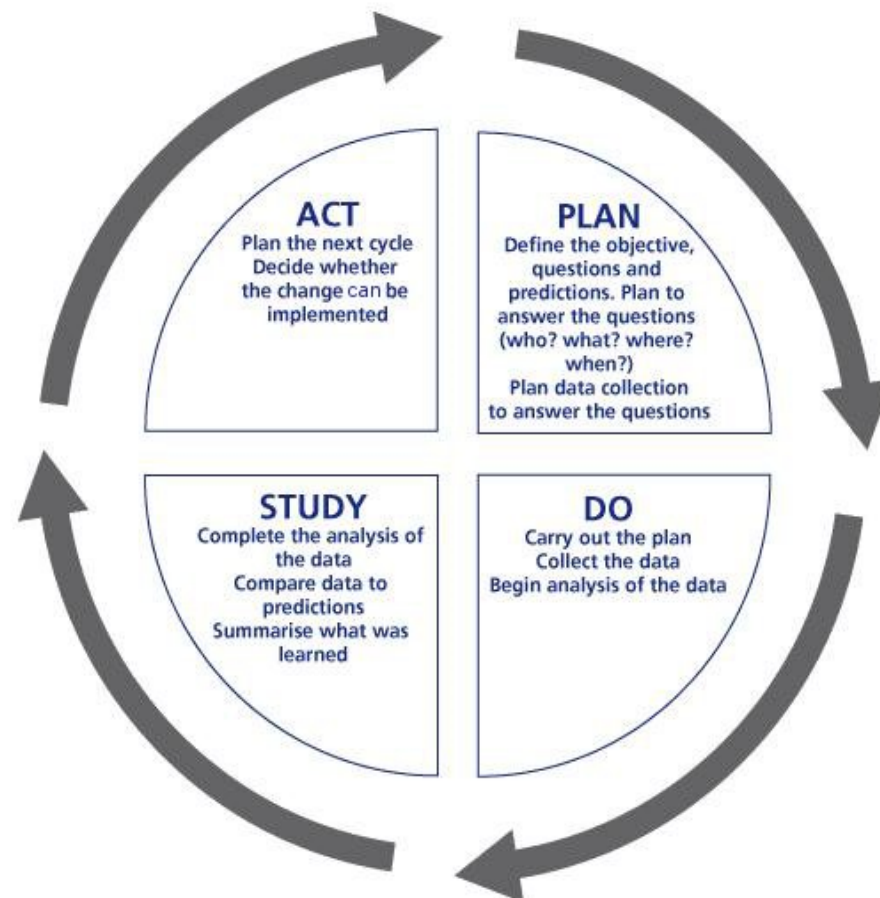 ACT
Plan the next cycle
Decide whether
the change can be
implemented
PLAN
Define the objective,
questions and
predictions. Plan to
answer the questions
(who? what? where?
when?)
Plan data collection
to answer the questions
STUDY
Complete the analysis of
the data
Compare data to
predictions
Summarise what was
learned
DO
Carry out the plan
Collect the data
Begin analysis of the data